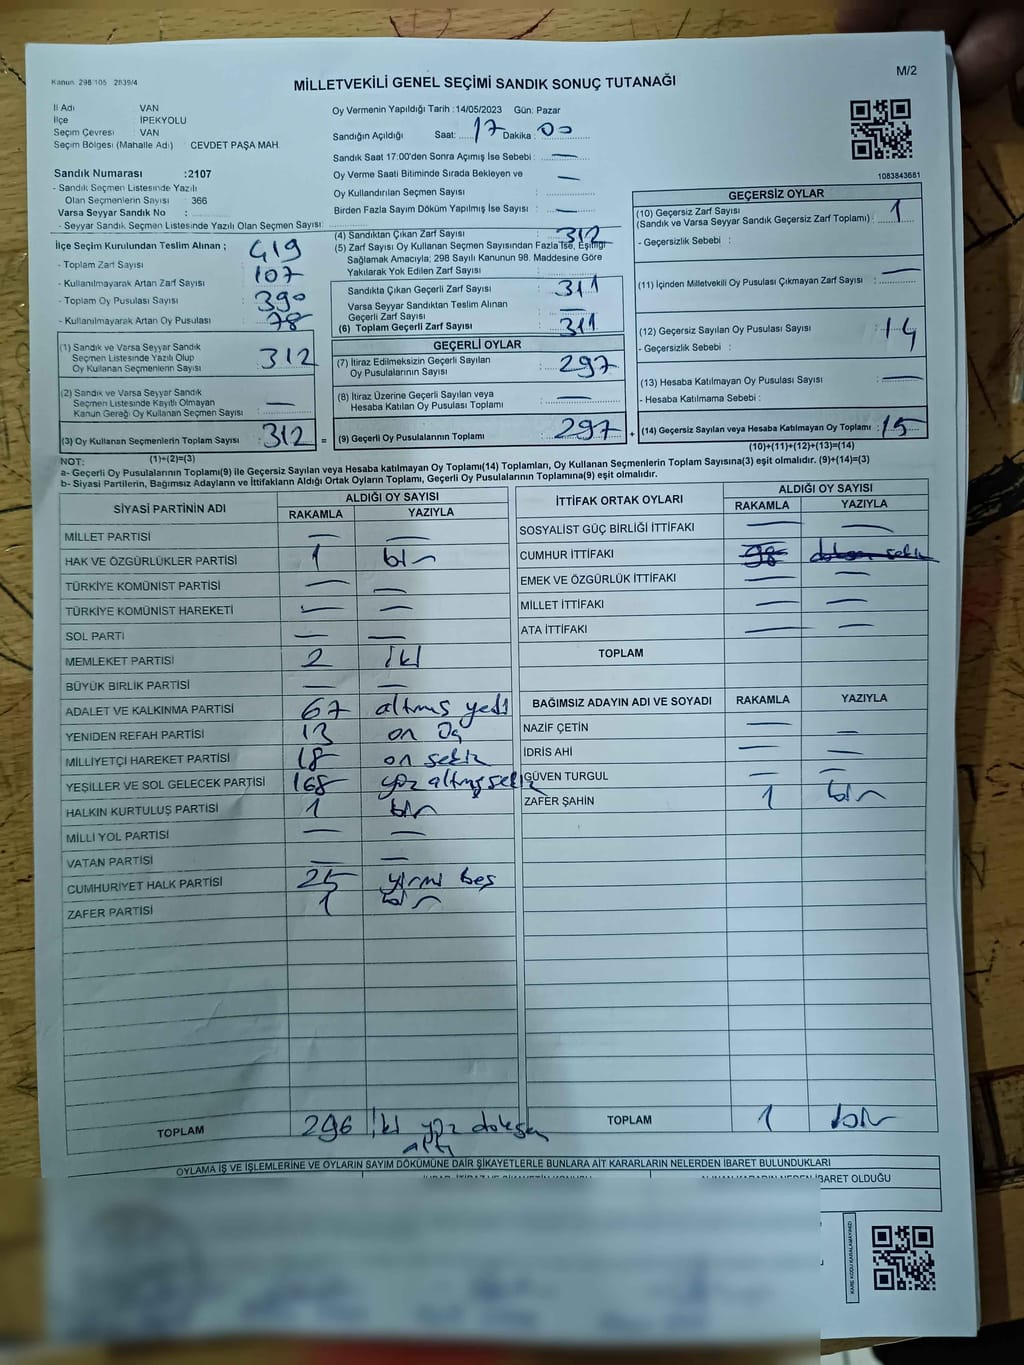 Kanun 298/105 2839/4
M/2
MİLLETVEKİLİ GENEL SEÇİMİ SANDIK SONUÇ TUTANAĞI
İl Adı : VAN
İlçe : İPEKYOLU
Seçim Çevresi : VAN
Seçim Bölgesi (Mahalle Adı) : CEVDET PAŞA MAH.
Sandık Numarası :2107
- Sandık Seçmen Listesinde Yazılı
Olan Seçmenlerin Sayısı : 366
Varsa Seyyar Sandık No :
- Seyyar Sandık Seçmen Listesinde Yazılı Olan Seçmen Sayısı:
İlçe Seçim Kurulundan Teslim Alınan ;
- Toplam Zarf Sayısı : 419
- Kullanılmayarak Artan Zarf Sayısı : 107
- Toplam Oy Pusulası Sayısı : 390
- Kullanılmayarak Artan Oy Pusulası : 78
(1) Sandık ve Varsa Seyyar Sandık
Seçmen Listesinde Yazılı Olup
Oy Kullanan Seçmenlerin Sayısı : 312
(2) Sandık ve Varsa Seyyar Sandık
Seçmen Listesinde Kayıtlı Olmayan
Kanun Gereği Oy Kullanan Seçmen Sayısı : —
(3) Oy Kullanan Seçmenlerin Toplam Sayısı : 312 =
(1)+(2)=(3)
Oy Vermenin Yapıldığı Tarih :14/05/2023 Gün: Pazar
Sandığın Açıldığı Saat: 17 Dakika : 00
Sandık Saat 17:00'den Sonra Açımış İse Sebebi : —
Oy Verme Saati Bitiminde Sırada Bekleyen ve : —
Oy Kullandırılan Seçmen Sayısı :
Birden Fazla Sayım Döküm Yapılmış İse Sayısı : —
(4) Sandıktan Çıkan Zarf Sayısı : 312
(5) Zarf Sayısı Oy Kullanan Seçmen Sayısından Fazla İse, Eşitliği
Sağlamak Amacıyla; 298 Sayılı Kanunun 98. Maddesine Göre
Yakılarak Yok Edilen Zarf Sayısı :
Sandıkta Çıkan Geçerli Zarf Sayısı : 311
Varsa Seyyar Sandıktan Teslim Alınan
Geçerli Zarf Sayısı : —
(6) Toplam Geçerli Zarf Sayısı : 311
GEÇERLİ OYLAR
(7) İtiraz Edilmeksizin Geçerli Sayılan
Oy Pusulalarının Sayısı : 297
(8) İtiraz Üzerine Geçerli Sayılan veya
Hesaba Katılan Oy Pusulası Toplamı : —
(9) Geçerli Oy Pusulalarının Toplamı : 297 +
1083843681
GEÇERSİZ OYLAR
(10) Geçersiz Zarf Sayısı
(Sandık ve Varsa Seyyar Sandık Geçersiz Zarf Toplamı) : 1
- Geçersizlik Sebebi :
(11) İçinden Milletvekili Oy Pusulası Çıkmayan Zarf Sayısı : —
(12) Geçersiz Sayılan Oy Pusulası Sayısı : 14
- Geçersizlik Sebebi :
(13) Hesaba Katılmayan Oy Pusulası Sayısı : —
- Hesaba Katılmama Sebebi :
(14) Geçersiz Sayılan veya Hesaba Katılmayan Oy Toplamı : 15
(10)+(11)+(12)+(13)=(14)
NOT:
a- Geçerli Oy Pusulalarının Toplamı(9) ile Geçersiz Sayılan veya Hesaba katılmayan Oy Toplamı(14) Toplamları, Oy Kullanan Seçmenlerin Toplam Sayısına(3) eşit olmalıdır. (9)+(14)=(3)
b- Siyasi Partilerin, Bağımsız Adayların ve İttifakların Aldığı Ortak Oyların Toplamı, Geçerli Oy Pusulalarının Toplamına(9) eşit olmalıdır.
SİYASİ PARTİNİN ADI ALDIĞI OY SAYISI
RAKAMLA YAZIYLA
MİLLET PARTİSİ — —
HAK VE ÖZGÜRLÜKLER PARTİSİ 1 bir
TÜRKİYE KOMÜNİST PARTİSİ — —
TÜRKİYE KOMÜNİST HAREKETİ — —
SOL PARTİ — —
MEMLEKET PARTİSİ 2 iki
BÜYÜK BİRLİK PARTİSİ — —
ADALET VE KALKINMA PARTİSİ 67 altmış yedi
YENİDEN REFAH PARTİSİ 13 on üç
MİLLİYETÇİ HAREKET PARTİSİ 18 on sekiz
YEŞİLLER VE SOL GELECEK PARTİSİ 168 yüz altmış sekiz
HALKIN KURTULUŞ PARTİSİ 1 bir
MİLLİ YOL PARTİSİ — —
VATAN PARTİSİ — —
CUMHURİYET HALK PARTİSİ 25 yirmi beş
ZAFER PARTİSİ 1 bir
TOPLAM 296 iki yüz doksan
altı
İTTİFAK ORTAK OYLARI ALDIĞI OY SAYISI
RAKAMLA YAZIYLA
SOSYALİST GÜÇ BİRLİĞİ İTTİFAKI — —
CUMHUR İTTİFAKI 98 doksan sekiz
EMEK VE ÖZGÜRLÜK İTTİFAKI — —
MİLLET İTTİFAKI — —
ATA İTTİFAKI — —
TOPLAM
BAĞIMSIZ ADAYIN ADI VE SOYADI RAKAMLA YAZIYLA
NAZİF ÇETİN — —
İDRİS AHİ — —
GÜVEN TURGUL — —
ZAFER ŞAHİN 1 bir
TOPLAM 1 bir
OYLAMA İŞ VE İŞLEMLERİNE VE OYLARIN SAYIM DÖKÜMÜNE DAİR ŞİKAYETLERLE BUNLARA AİT KARARLARIN NELERDEN İBARET BULUNDUKLARI
İBARET OLDUĞU
KARE KODU KARALAMAYINIZ!